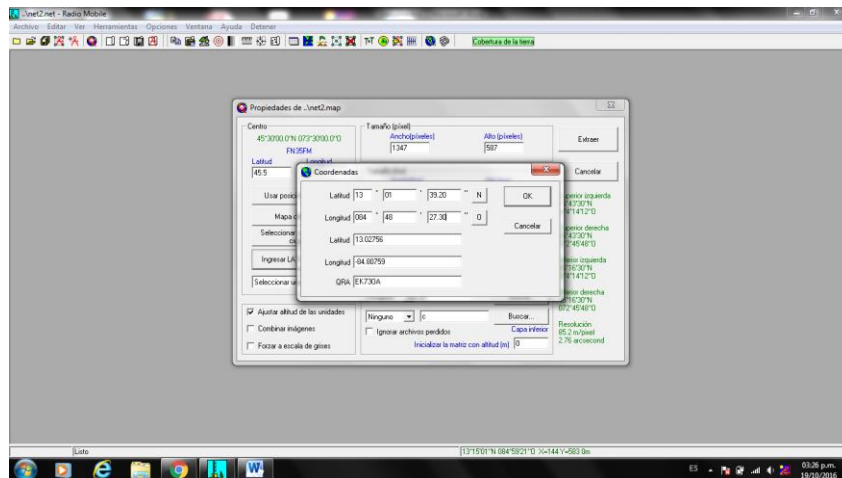 ..\net2.net - Radio Mobile
Archivo Editar Ver Herramientas Opciones Ventana Ayuda Detener
Cobertura de la tierra
Propiedades de ..\net2.map
Centro
45°30'00.0"N 073°30'00.0"O
FN35FM
Latitud
45.5
Tamaño (pixel)
Ancho(píxeles)
1347
Alto (píxeles)
587
Extraer
Cancelar
Coordenadas
Latitud 13 ° 01 ' 39.20 '' N
Longitud 084 ° 48 ' 27.30 '' O
Latitud 13.02756
Longitud -84.80759
QRA EK73OA
OK
Cancelar
Usar
Mapa
Seleccionar
Ingresar
Seleccionar
Ajustar altitud de las unidades
Combinar imágenes
Forzar a escala de grises
Ninguno
c
Buscar...
Ignorar archivos perdidos
Capa inferior
Inicializar la matriz con altitud (m) 0
derecha
072°45'48"O
Resolución
85.2 m/pixel
2.76 arcsecond
Listo
13°15'01"N 084°59'21"O X=144 Y=583 0m
ES
03:26 p.m.
19/10/2016